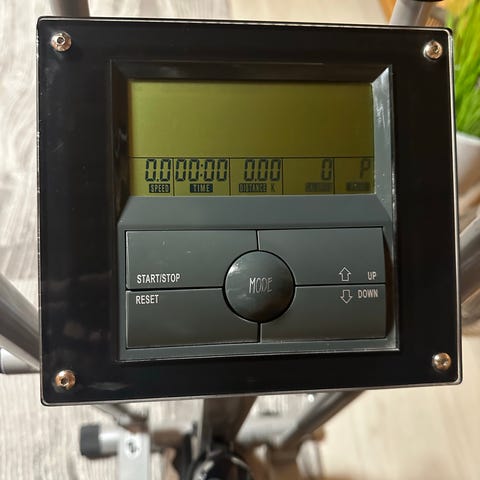 0.0 00:00 0.00 0 P
SPEED TIME DISTANCE K
START/STOP
RESET
MODE
UP
DOWN